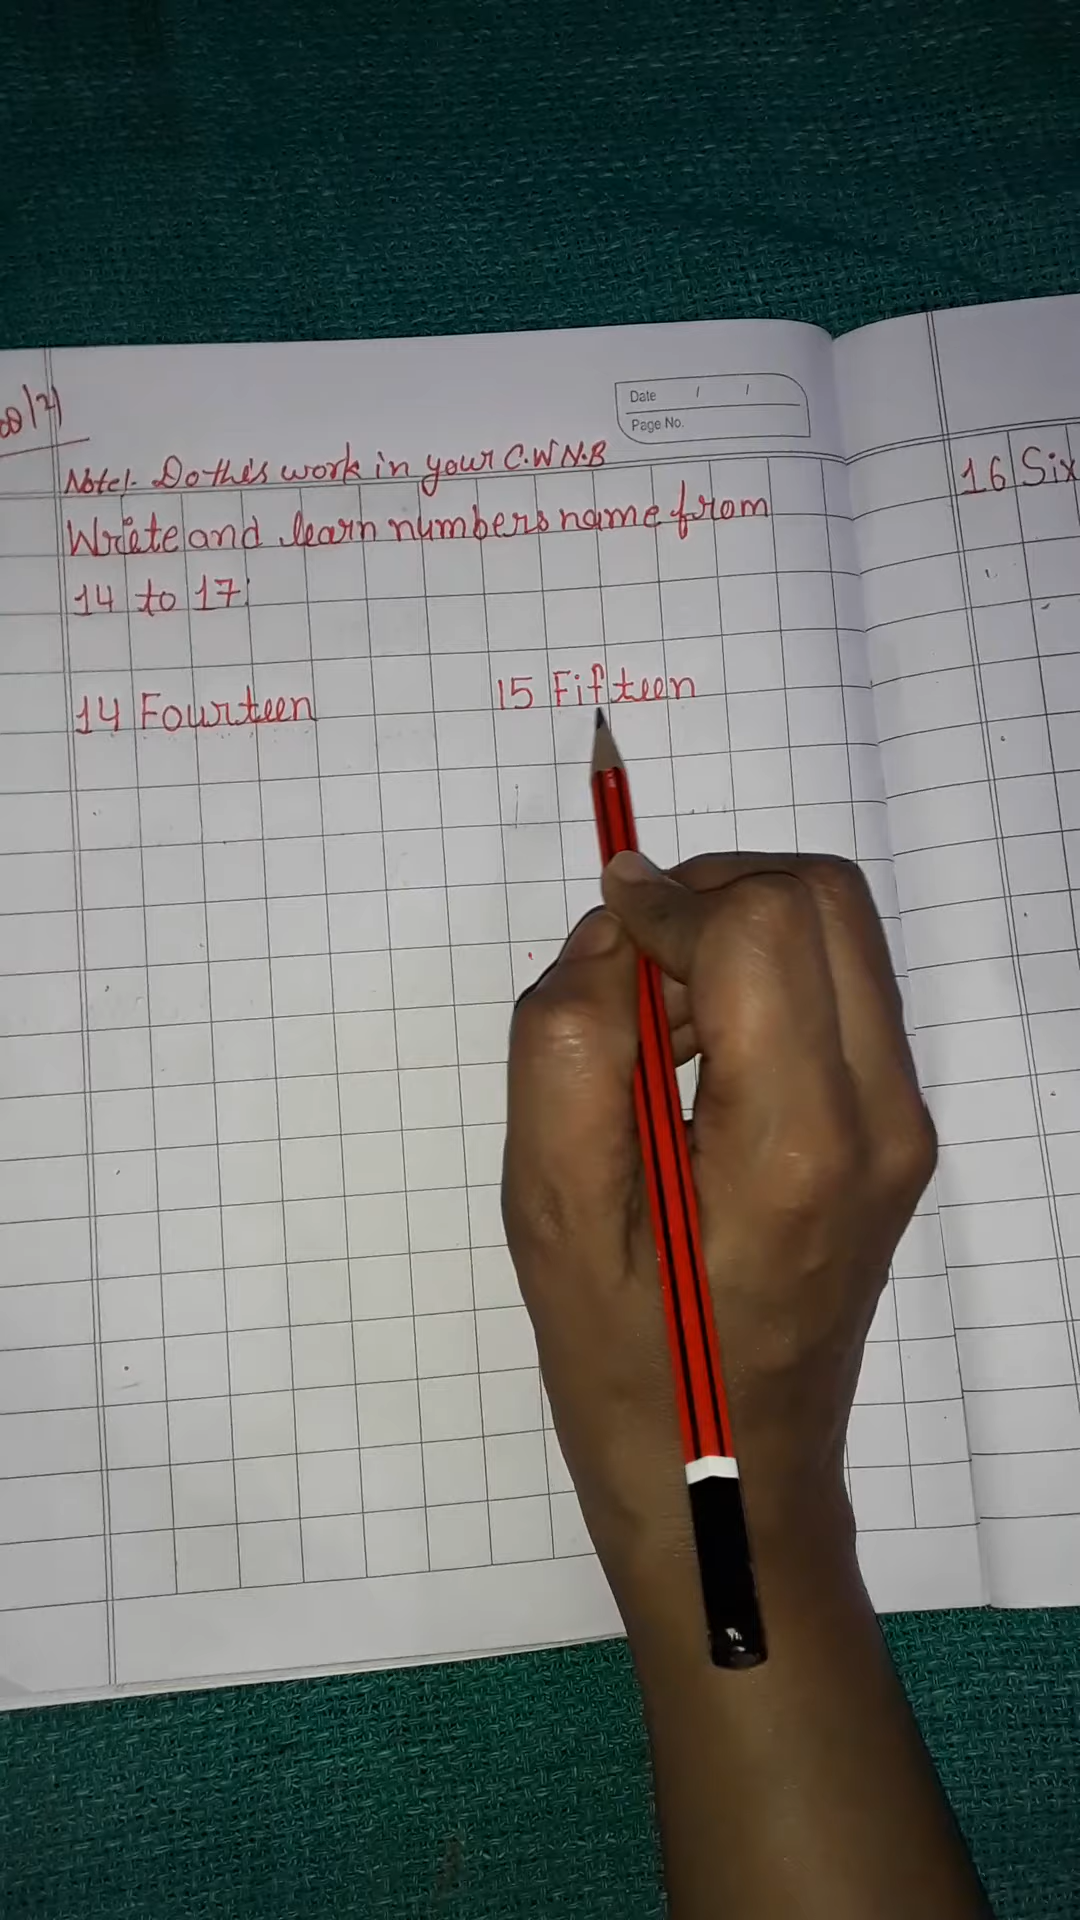 Date / /
Page No.
Note:- Do this work in your C.W N.B
Write and learn numbers name from
14 to 17
14 Fourteen 15 Fifteen
16 Six